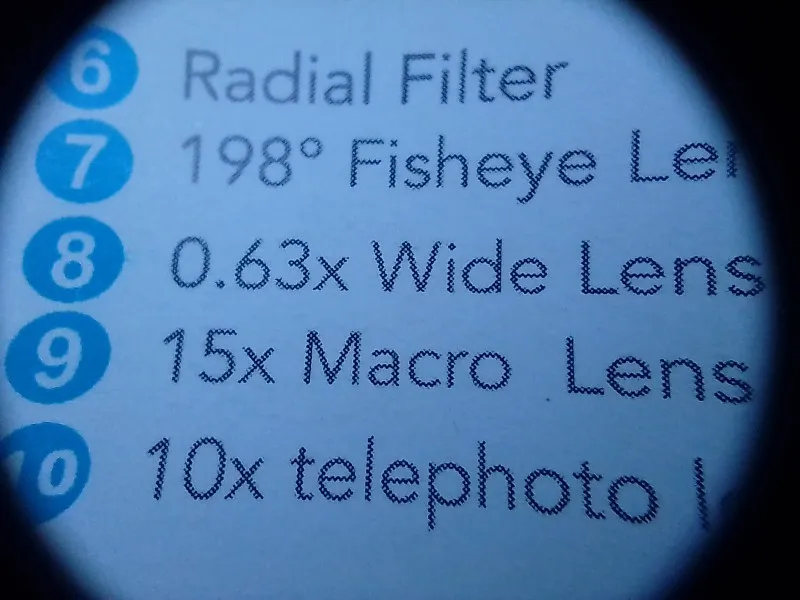 6 Radial Filter
7 198° Fisheye
8 0.63x Wide Lens
9 15x Macro Lens
10 10x telephoto